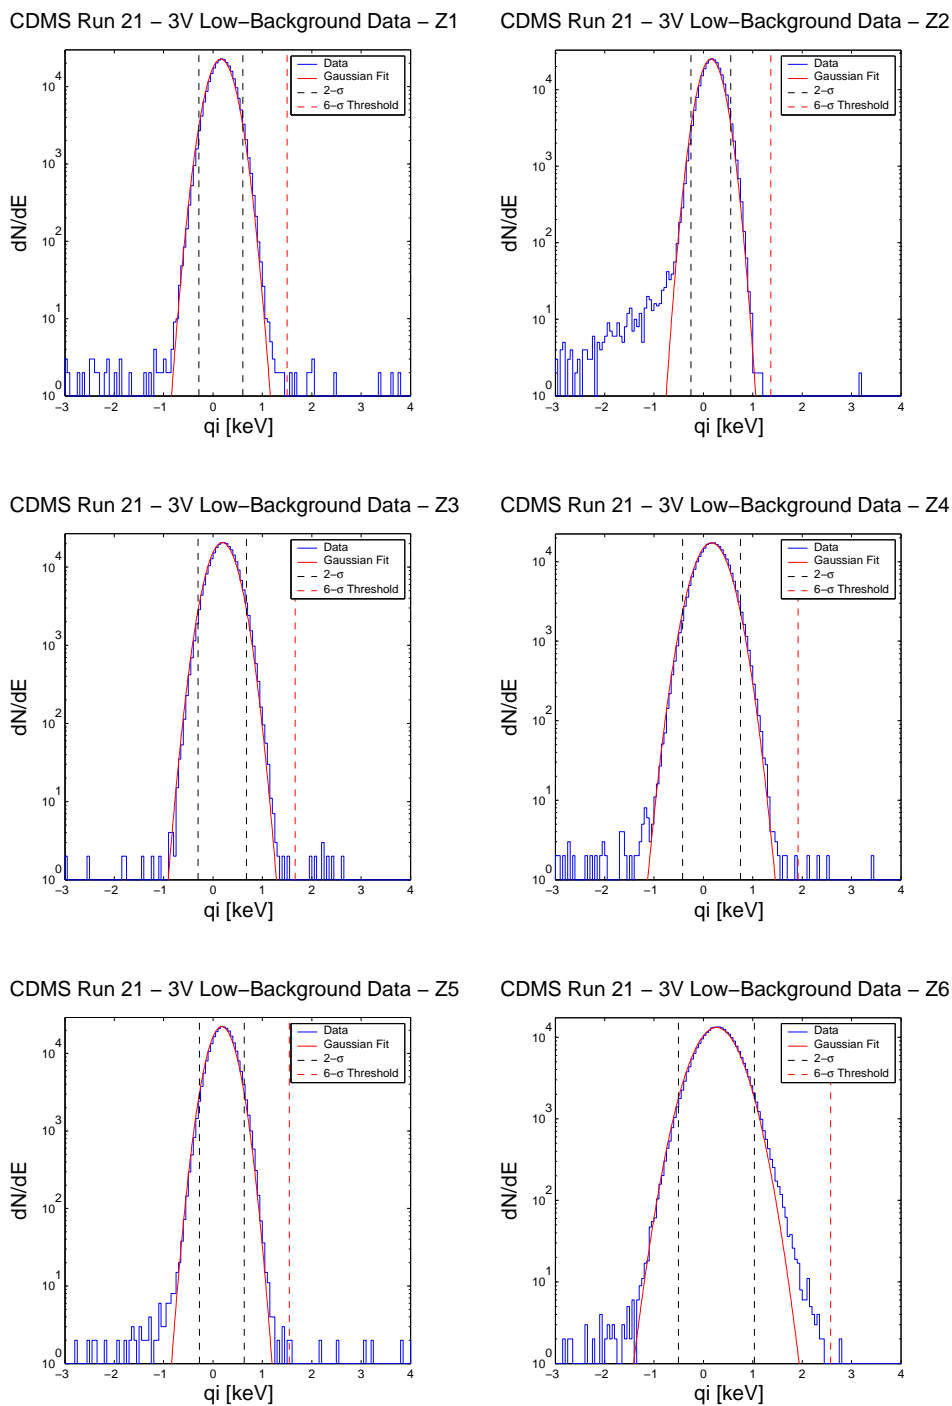 CDMS Run 21 − 3V Low−Background Data − Z1
10^4
10^3
10^2
10^1
10^0
dN/dE
Data
Gaussian Fit
2−σ
6−σ Threshold
−3 −2 −1 0 1 2 3 4
qi [keV]
CDMS Run 21 − 3V Low−Background Data − Z2
10^4
10^3
10^2
10^1
10^0
dN/dE
Data
Gaussian Fit
2−σ
6−σ Threshold
−3 −2 −1 0 1 2 3 4
qi [keV]
CDMS Run 21 − 3V Low−Background Data − Z3
10^4
10^3
10^2
10^1
10^0
dN/dE
Data
Gaussian Fit
2−σ
6−σ Threshold
−3 −2 −1 0 1 2 3 4
qi [keV]
CDMS Run 21 − 3V Low−Background Data − Z4
10^4
10^3
10^2
10^1
10^0
dN/dE
Data
Gaussian Fit
2−σ
6−σ Threshold
−3 −2 −1 0 1 2 3 4
qi [keV]
CDMS Run 21 − 3V Low−Background Data − Z5
10^4
10^3
10^2
10^1
10^0
dN/dE
Data
Gaussian Fit
2−σ
6−σ Threshold
−3 −2 −1 0 1 2 3 4
qi [keV]
CDMS Run 21 − 3V Low−Background Data − Z6
10^4
10^3
10^2
10^1
10^0
dN/dE
Data
Gaussian Fit
2−σ
6−σ Threshold
−3 −2 −1 0 1 2 3 4
qi [keV]